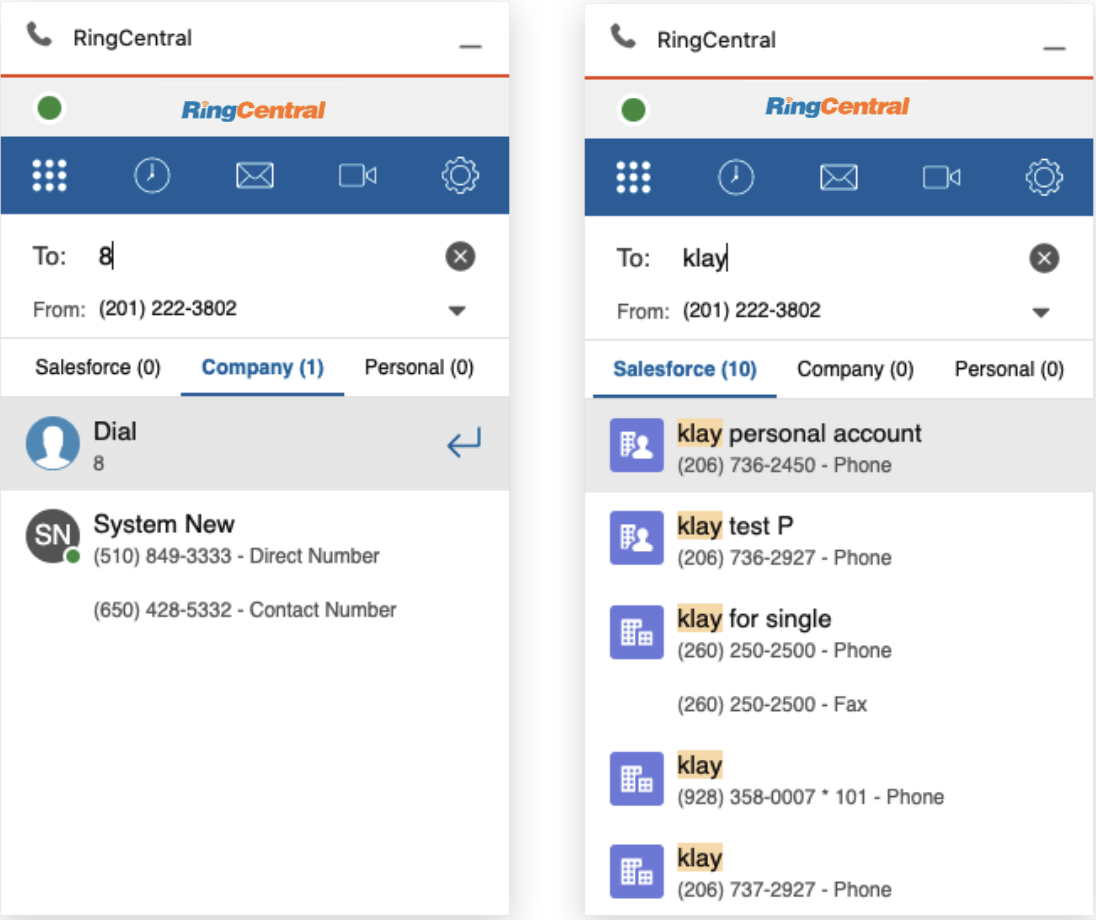 RingCentral
RingCentral
To: 8
From: (201) 222-3802
Salesforce (0) Company (1) Personal (0)
Dial
8
SN System New
(510) 849-3333 - Direct Number
(650) 428-5332 - Contact Number
RingCentral
RingCentral
To: klay
From: (201) 222-3802
Salesforce (10) Company (0) Personal (0)
klay personal account
(206) 736-2450 - Phone
klay test P
(206) 736-2927 - Phone
klay for single
(260) 250-2500 - Phone
(260) 250-2500 - Fax
klay
(928) 358-0007 * 101 - Phone
klay
(206) 737-2927 - Phone